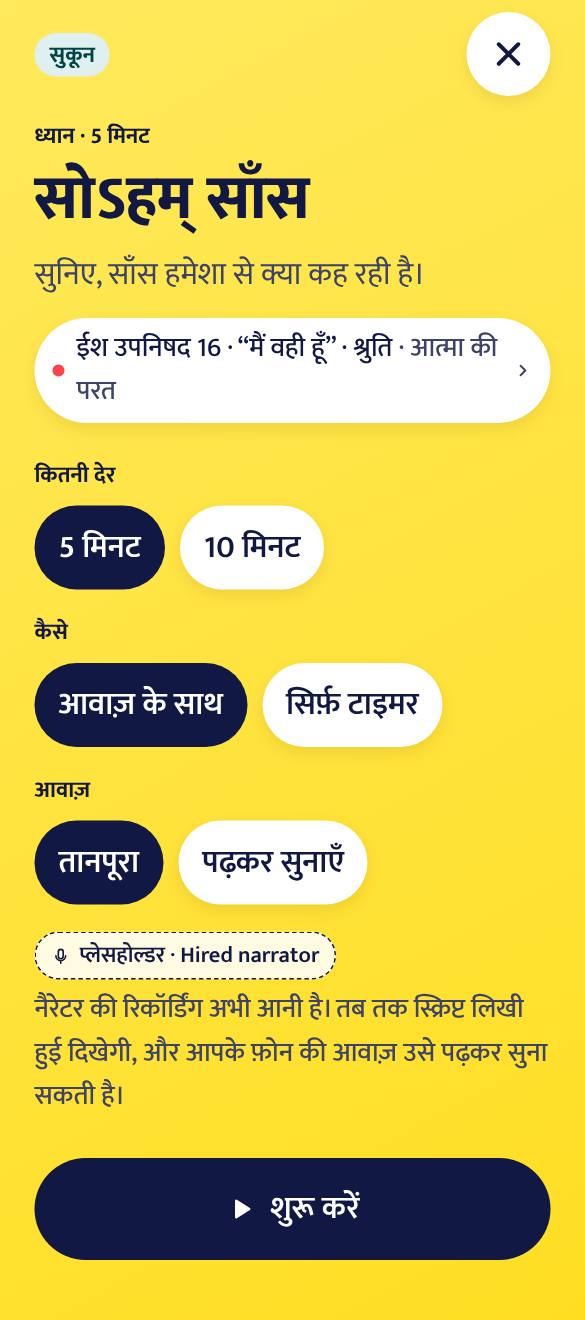 सुकून
ध्यान · 5 मिनट
सोऽहम् साँस
सुनिए, साँस हमेशा से क्या कह रही है।
ईश उपनिषद 16 · “मैं वही हूँ” · श्रुति · आत्मा की
परत
कितनी देर
5 मिनट
10 मिनट
कैसे
आवाज़ के साथ
सिर्फ़ टाइमर
आवाज़
तानपूरा
पढ़कर सुनाएँ
प्लेसहोल्डर · Hired narrator
नैरेटर की रिकॉर्डिंग अभी आनी है। तब तक स्क्रिप्ट लिखी
हुई दिखेगी, और आपके फ़ोन की आवाज़ उसे पढ़कर सुना
सकती है।
शुरू करें